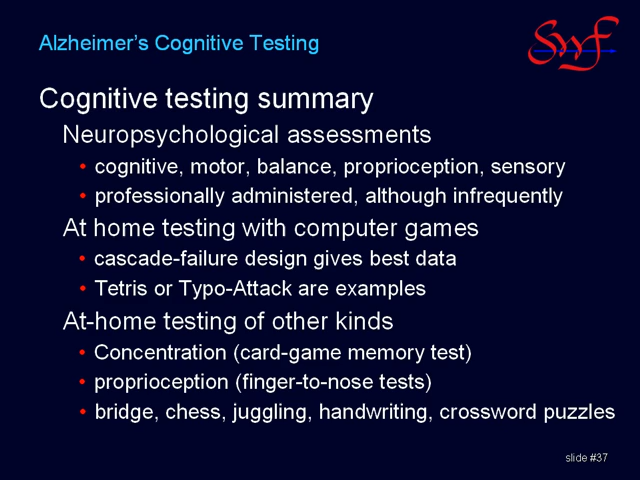 Alzheimer's Cognitive Testing
SWF
Cognitive testing summary
Neuropsychological assessments
• cognitive, motor, balance, proprioception, sensory
• professionally administered, although infrequently
At home testing with computer games
• cascade-failure design gives best data
• Tetris or Typo-Attack are examples
At-home testing of other kinds
• Concentration (card-game memory test)
• proprioception (finger-to-nose tests)
• bridge, chess, juggling, handwriting, crossword puzzles
slide #37